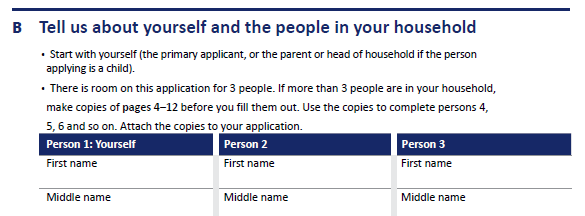 B Tell us about yourself and the people in your household
• Start with yourself (the primary applicant, or the parent or head of household if the person
applying is a child).
• There is room on this application for 3 people. If more than 3 people are in your household,
make copies of pages 4–12 before you fill them out. Use the copies to complete persons 4,
5, 6 and so on. Attach the copies to your application.
Person 1: Yourself Person 2 Person 3
First name First name First name
Middle name Middle name Middle name